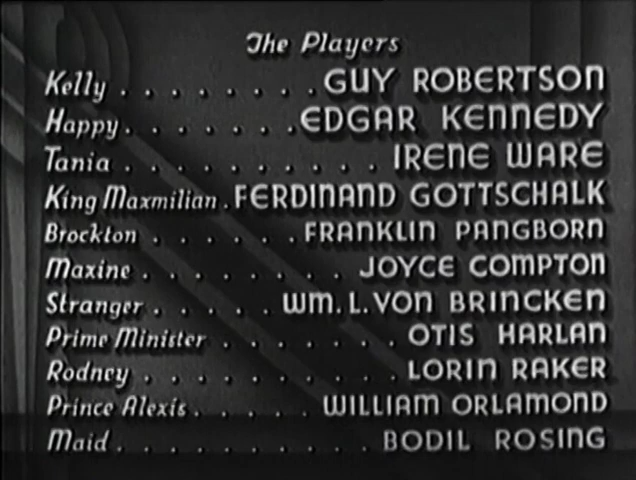 The Players
Kelly . . . . . . . . . GUY ROBERTSON
Happy. . . . . . . EDGAR KENNEDY
Tania . . . . . . . . . . IRENE WARE
King Maxmilian . FERDINAND GOTTSCHALK
Brockton . . . . . . FRANKLIN PANGBORN
Maxine . . . . . . . . JOYCE COMPTON
Stranger . . . . . WM. L. VON BRINCKEN
Prime Minister . . . . . . . OTIS HARLAN
Rodney . . . . . . . . . . LORIN RAKER
Prince Alexis . . . . . WILLIAM ORLAMOND
Maid . . . . . . . . . . BODIL ROSING